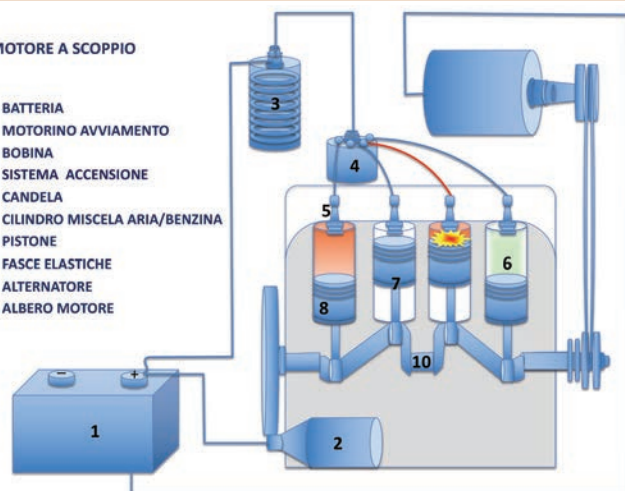 MOTORE A SCOPPIO
BATTERIA
MOTORINO AVVIAMENTO
BOBINA
SISTEMA ACCENSIONE
CANDELA
CILINDRO MISCELA ARIA/BENZINA
PISTONE
FASCE ELASTICHE
ALTERNATORE
ALBERO MOTORE
3
4
5
6
7
8
10
− +
1
2